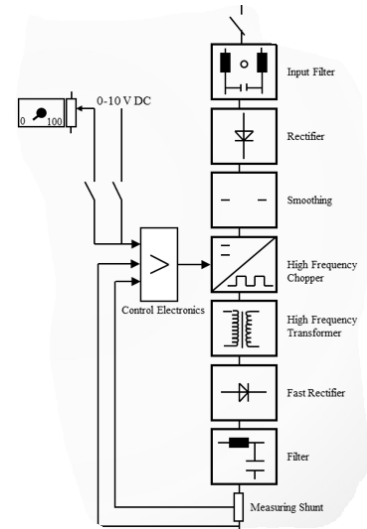 Input Filter
0-10 V DC
0 100
Rectifier
Smoothing
High Frequency
Chopper
Control Electronics
High Frequency
Transformer
Fast Rectifier
Filter
Measuring Shunt